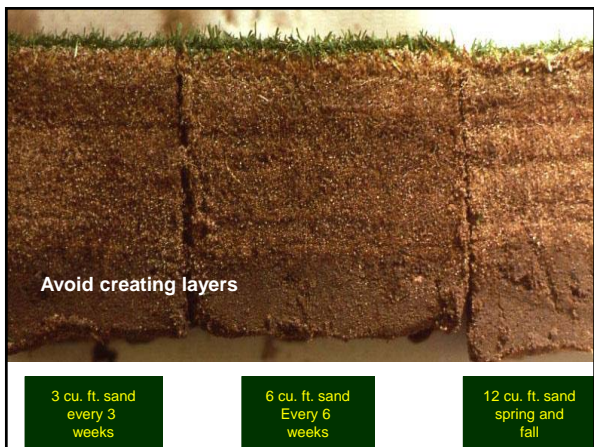 Avoid creating layers
3 cu. ft. sand
every 3
weeks
6 cu. ft. sand
Every 6
weeks
12 cu. ft. sand
spring and
fall